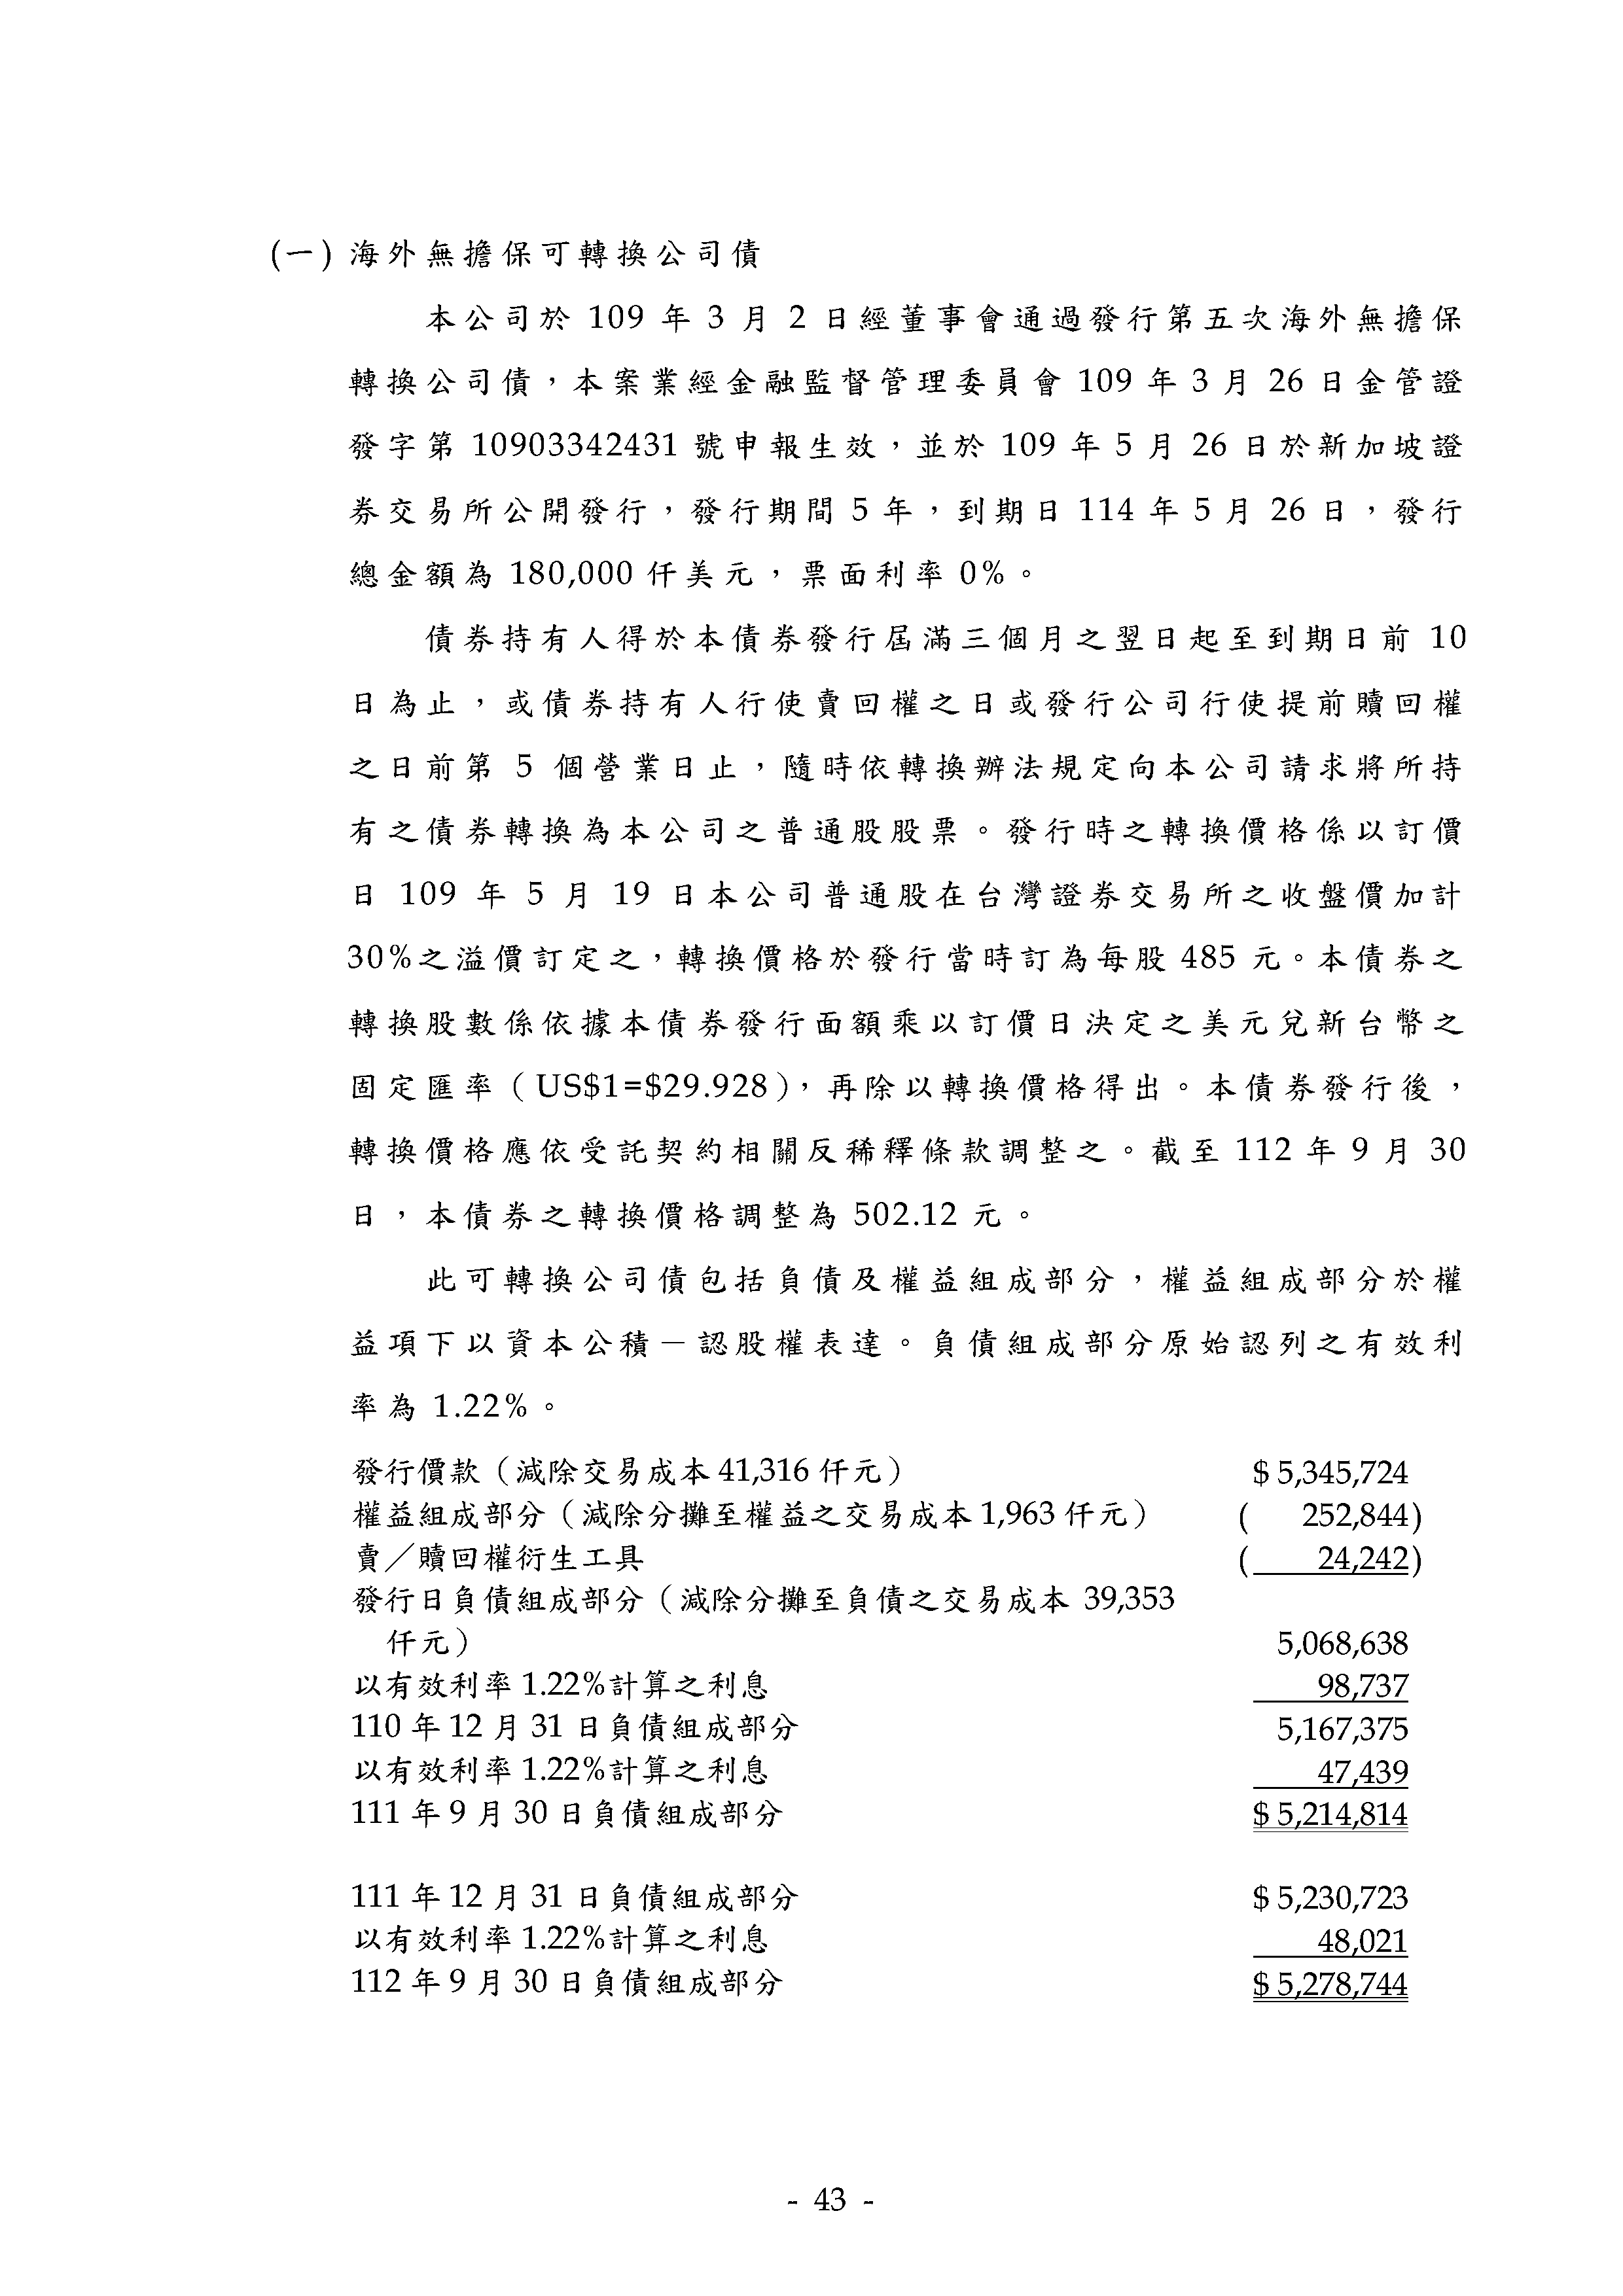 (一) 海外無擔保可轉換公司債
本公司於 109 年 3 月 2 日經董事會通過發行第五次海外無擔保
轉換公司債，本案業經金融監督管理委員會 109 年 3 月 26 日金管證
發字第 10903342431 號申報生效，並於 109 年 5 月 26 日於新加坡證
券交易所公開發行，發行期間 5 年，到期日 114 年 5 月 26 日，發行
總金額為 180,000 仟美元，票面利率 0%。
債券持有人得於本債券發行屆滿三個月之翌日起至到期日前 10
日為止，或債券持有人行使賣回權之日或發行公司行使提前贖回權
之日前第 5 個營業日止，隨時依轉換辦法規定向本公司請求將所持
有之債券轉換為本公司之普通股股票。發行時之轉換價格係以訂價
日 109 年 5 月 19 日本公司普通股在台灣證券交易所之收盤價加計
30%之溢價訂定之，轉換價格於發行當時訂為每股 485 元。本債券之
轉換股數係依據本債券發行面額乘以訂價日決定之美元兌新台幣之
固定匯率（US$1=$29.928），再除以轉換價格得出。本債券發行後，
轉換價格應依受託契約相關反稀釋條款調整之。截至 112 年 9 月 30
日，本債券之轉換價格調整為 502.12 元。
此可轉換公司債包括負債及權益組成部分，權益組成部分於權
益項下以資本公積－認股權表達。負債組成部分原始認列之有效利
率為 1.22%。
發行價款（減除交易成本 41,316 仟元） $ 5,345,724
權益組成部分（減除分攤至權益之交易成本 1,963 仟元） ( 252,844)
賣／贖回權衍生工具 ( 24,242)
發行日負債組成部分（減除分攤至負債之交易成本 39,353
仟元） 5,068,638
以有效利率 1.22%計算之利息 98,737
110 年 12 月 31 日負債組成部分 5,167,375
以有效利率 1.22%計算之利息 47,439
111 年 9 月 30 日負債組成部分 $ 5,214,814
111 年 12 月 31 日負債組成部分 $ 5,230,723
以有效利率 1.22%計算之利息 48,021
112 年 9 月 30 日負債組成部分 $ 5,278,744
- 43 -